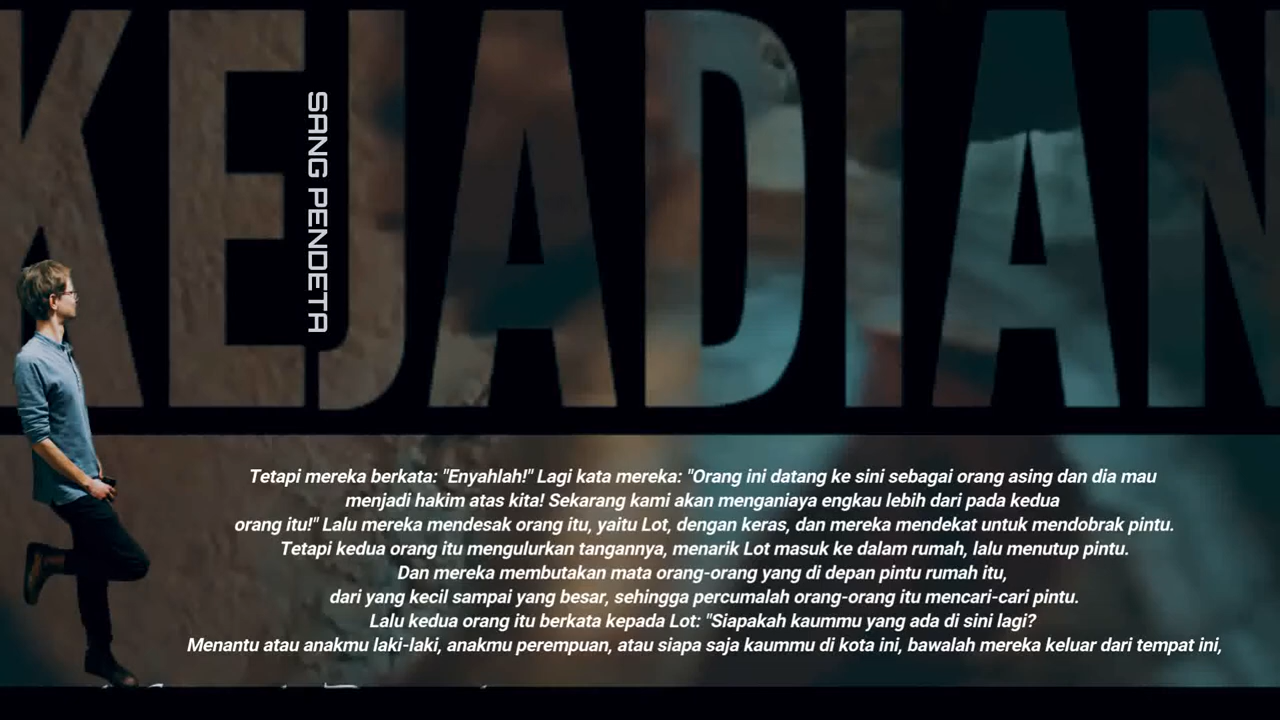 KEJADIAN
SANG PENDETA
Tetapi mereka berkata: "Enyahlah!" Lagi kata mereka: "Orang ini datang ke sini sebagai orang asing dan dia mau
menjadi hakim atas kita! Sekarang kami akan menganiaya engkau lebih dari pada kedua
orang itu!" Lalu mereka mendesak orang itu, yaitu Lot, dengan keras, dan mereka mendekat untuk mendobrak pintu.
Tetapi kedua orang itu mengulurkan tangannya, menarik Lot masuk ke dalam rumah, lalu menutup pintu.
Dan mereka membutakan mata orang-orang yang di depan pintu rumah itu,
dari yang kecil sampai yang besar, sehingga percumalah orang-orang itu mencari-cari pintu.
Lalu kedua orang itu berkata kepada Lot: "Siapakah kaummu yang ada di sini lagi?
Menantu atau anakmu laki-laki, anakmu perempuan, atau siapa saja kaummu di kota ini, bawalah mereka keluar dari tempat ini,